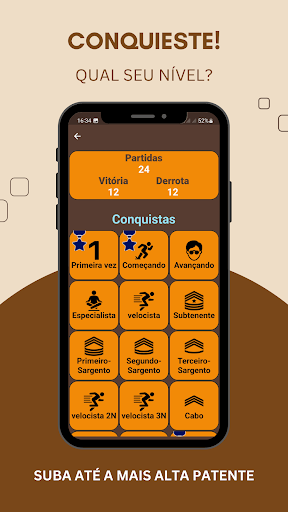 CONQUIESTE!
QUAL SEU NÍVEL?
16:34
52%
Partidas
24
Vitória
Derrota
12
12
Conquistas
1
Primeira vez
Começando
Avançando
Especialista
velocista
Subtenente
Primeiro-
Sargento
Segundo-
Sargento
Terceiro-
Sargento
velocista 2N
velocista 3N
Cabo
SUBA ATÉ A MAIS ALTA PATENTE